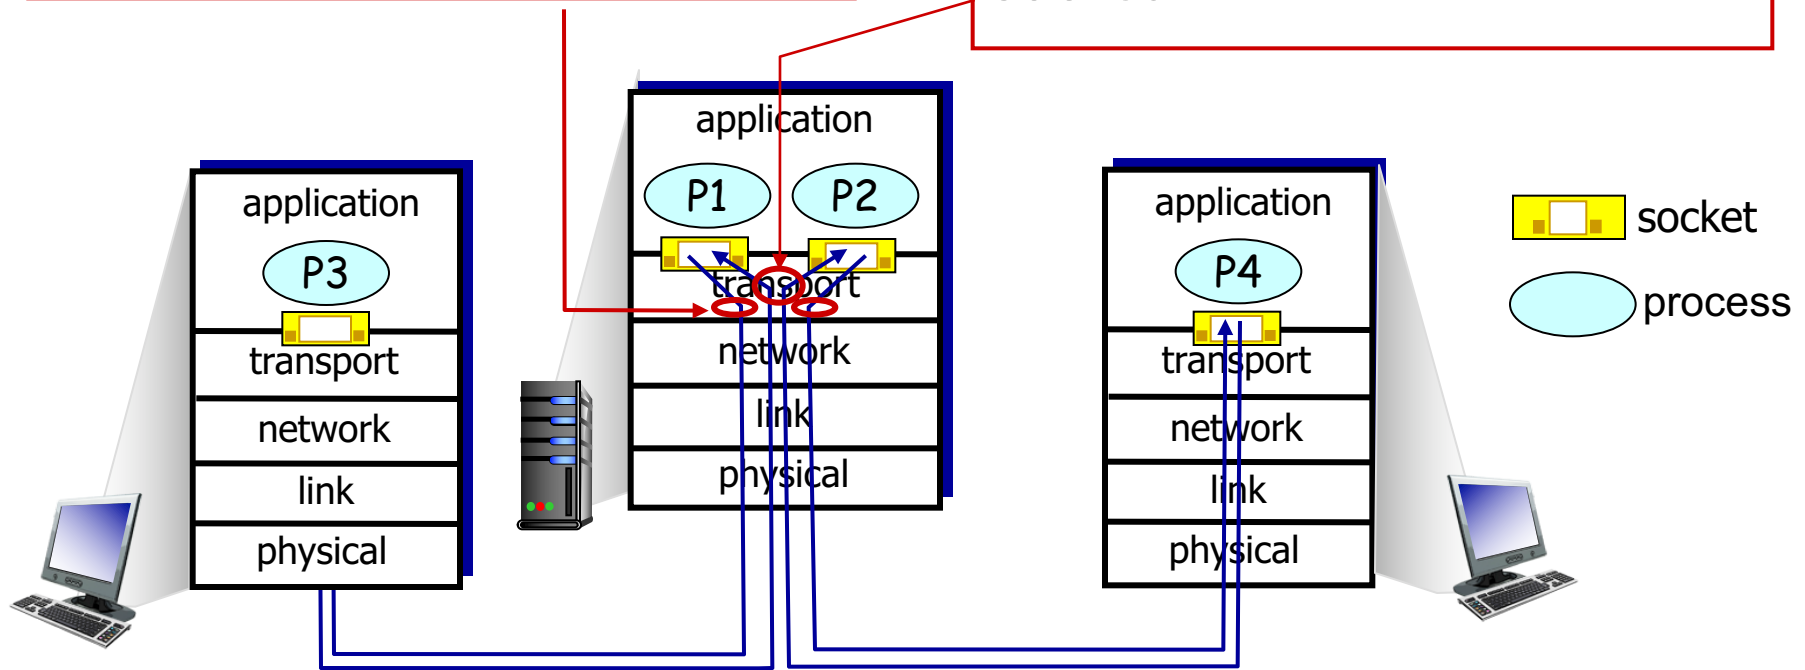 application
P1
P2
transport
network
link
physical
application
P3
transport
network
link
physical
application
P4
transport
network
link
physical
socket
process